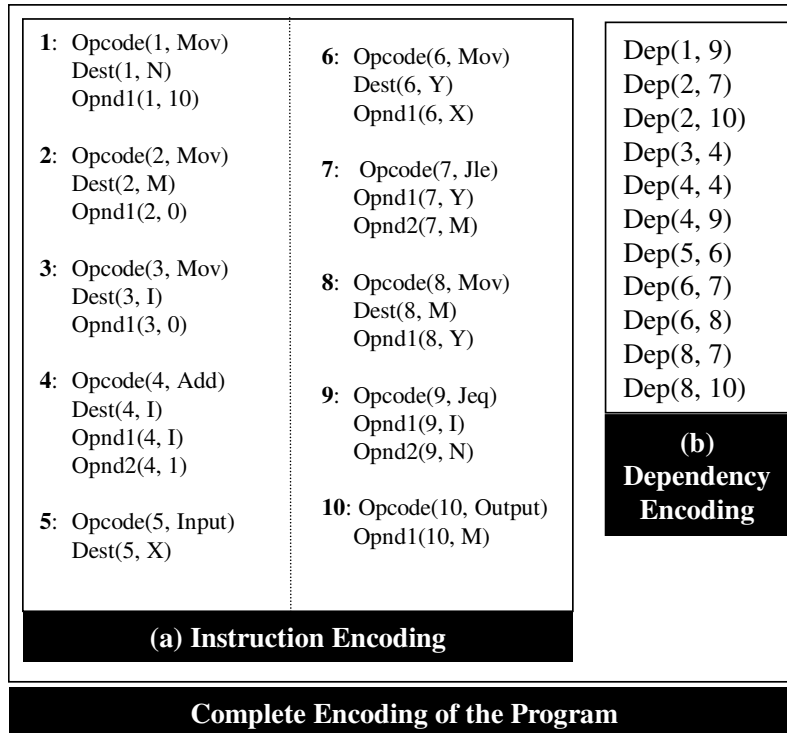 1: Opcode(1, Mov)
Dest(1, N)
Opnd1(1, 10)
2: Opcode(2, Mov)
Dest(2, M)
Opnd1(2, 0)
3: Opcode(3, Mov)
Dest(3, I)
Opnd1(3, 0)
4: Opcode(4, Add)
Dest(4, I)
Opnd1(4, I)
Opnd2(4, 1)
5: Opcode(5, Input)
Dest(5, X)
6: Opcode(6, Mov)
Dest(6, Y)
Opnd1(6, X)
7: Opcode(7, Jle)
Opnd1(7, Y)
Opnd2(7, M)
8: Opcode(8, Mov)
Dest(8, M)
Opnd1(8, Y)
9: Opcode(9, Jeq)
Opnd1(9, I)
Opnd2(9, N)
10: Opcode(10, Output)
Opnd1(10, M)
(a) Instruction Encoding
Dep(1, 9)
Dep(2, 7)
Dep(2, 10)
Dep(3, 4)
Dep(4, 4)
Dep(4, 9)
Dep(5, 6)
Dep(6, 7)
Dep(6, 8)
Dep(8, 7)
Dep(8, 10)
(b)
Dependency
Encoding
Complete Encoding of the Program